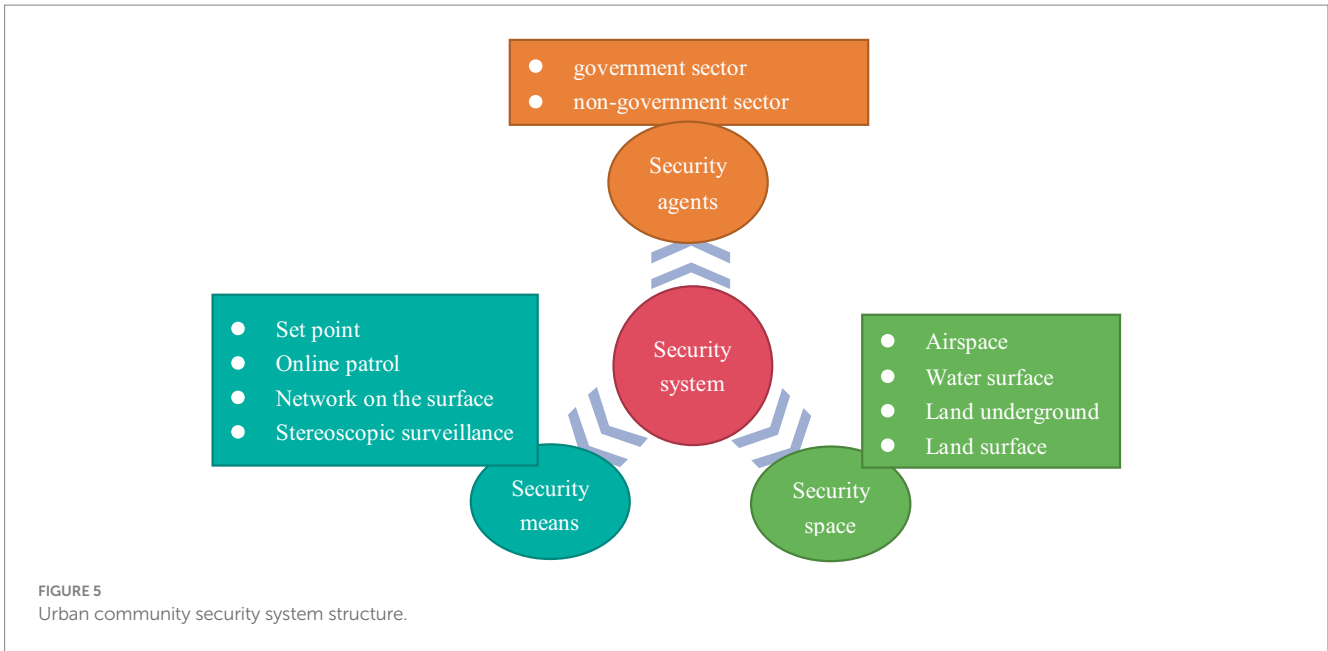 government sector
non-government sector
Security
agents
Set point
Online patrol
Network on the surface
Stereoscopic surveillance
Security
means
Security
system
Airspace
Water surface
Land underground
Land surface
Security
space
FIGURE 5
Urban community security system structure.